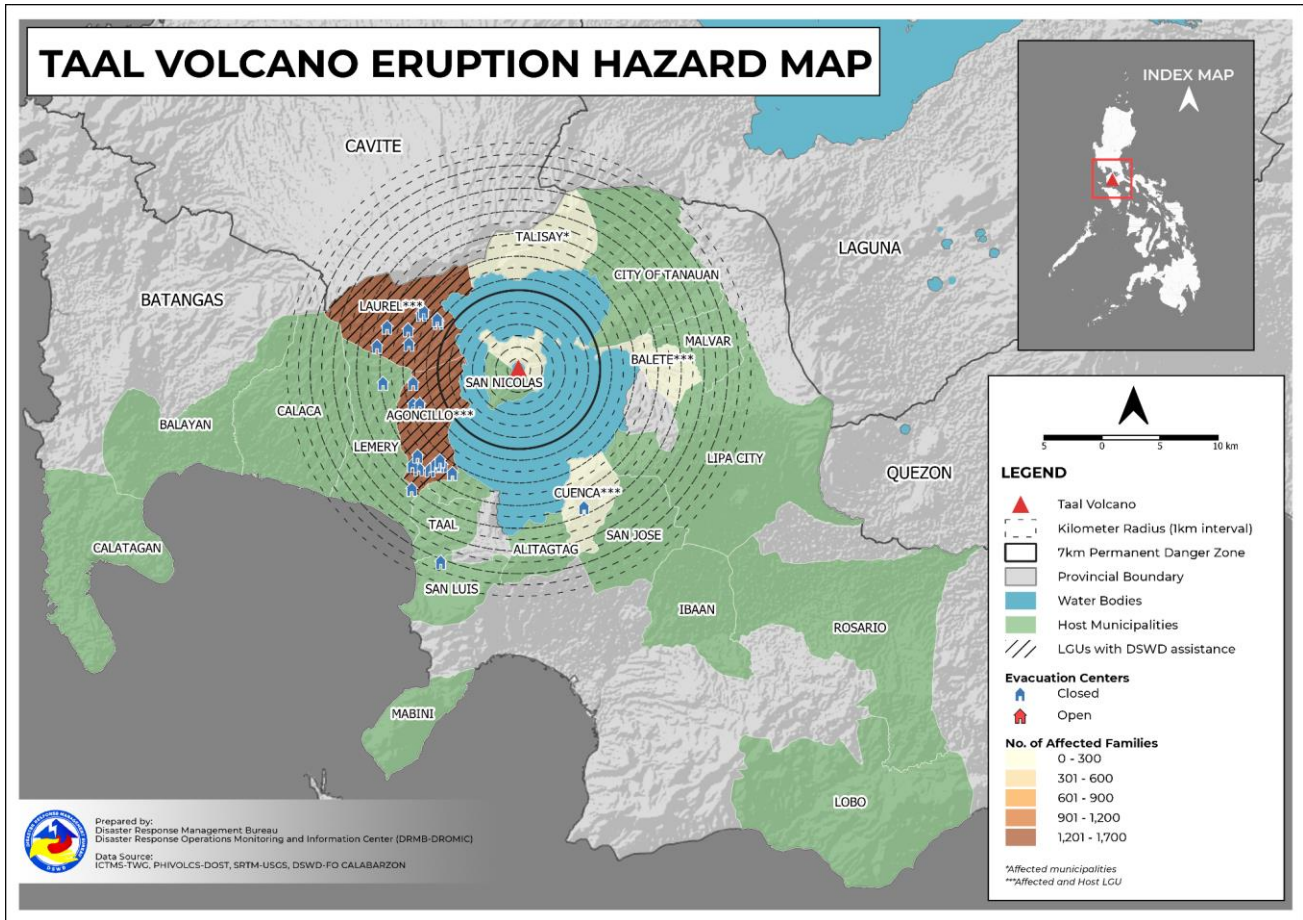 TAAL VOLCANO ERUPTION HAZARD MAP
INDEX MAP
CAVITE
LAGUNA
BATANGAS
QUEZON
TALISAY*
CITY OF TANAUAN
LAUREL***
MALVAR
BALETE***
SAN NICOLAS
CALACA
BALAYAN
AGONCILLO***
LEMERY
LIPA CITY
CUENCA***
TAAL
SAN JOSE
ALITAGTAG
CALATAGAN
SAN LUIS
IBAAN
ROSARIO
MABINI
LOBO
5 0 5 10 km
LEGEND
Taal Volcano
Kilometer Radius (1km interval)
7km Permanent Danger Zone
Provincial Boundary
Water Bodies
Host Municipalities
LGUs with DSWD assistance
Evacuation Centers
Closed
Open
No. of Affected Families
0 - 300
301 - 600
601 - 900
901 - 1,200
1,201 - 1,700
*Affected municipalities
***Affected and Host LGU
Prepared by:
Disaster Response Management Bureau
Disaster Response Operations Monitoring and Information Center (DRMB-DROMIC)
Data Source:
ICTMS-TWG, PHIVOLCS-DOST, SRTM-USGS, DSWD-FO CALABARZON
DISASTER RESPONSE MANAGEMENT BUREAU
DSWD